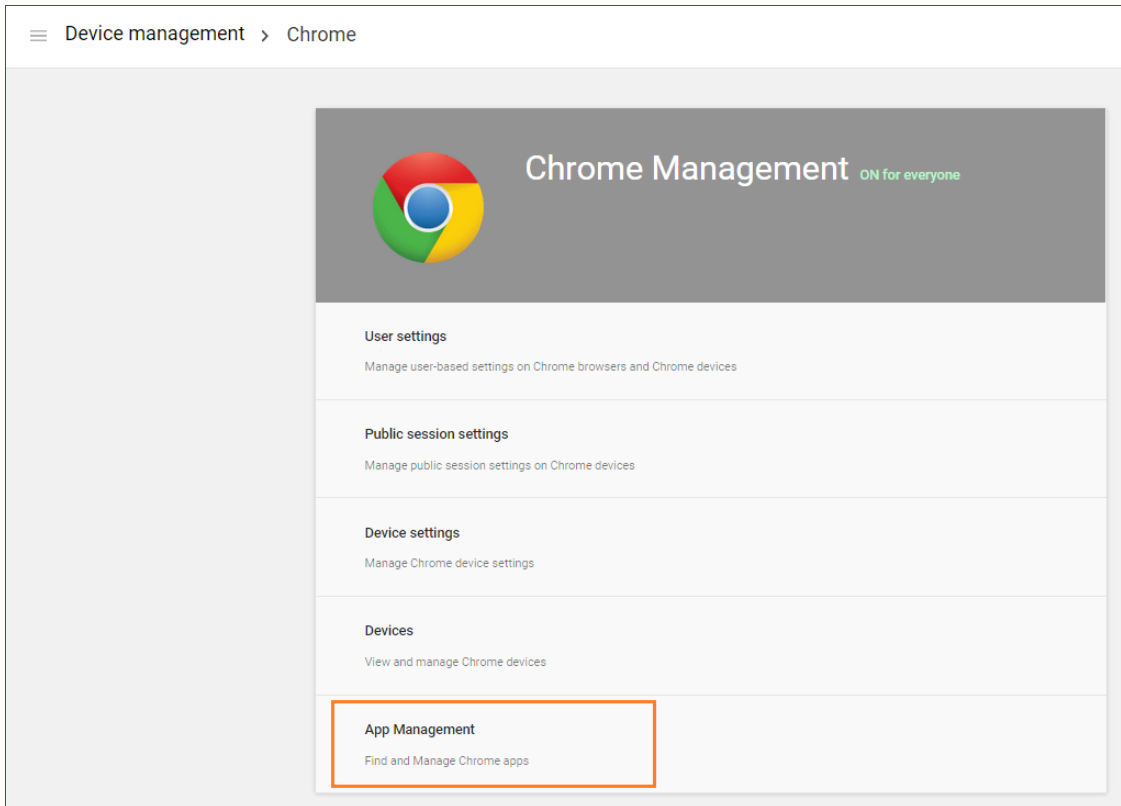 Device management > Chrome
Chrome Management ON for everyone
User settings
Manage user-based settings on Chrome browsers and Chrome devices
Public session settings
Manage public session settings on Chrome devices
Device settings
Manage Chrome device settings
Devices
View and manage Chrome devices
App Management
Find and Manage Chrome apps